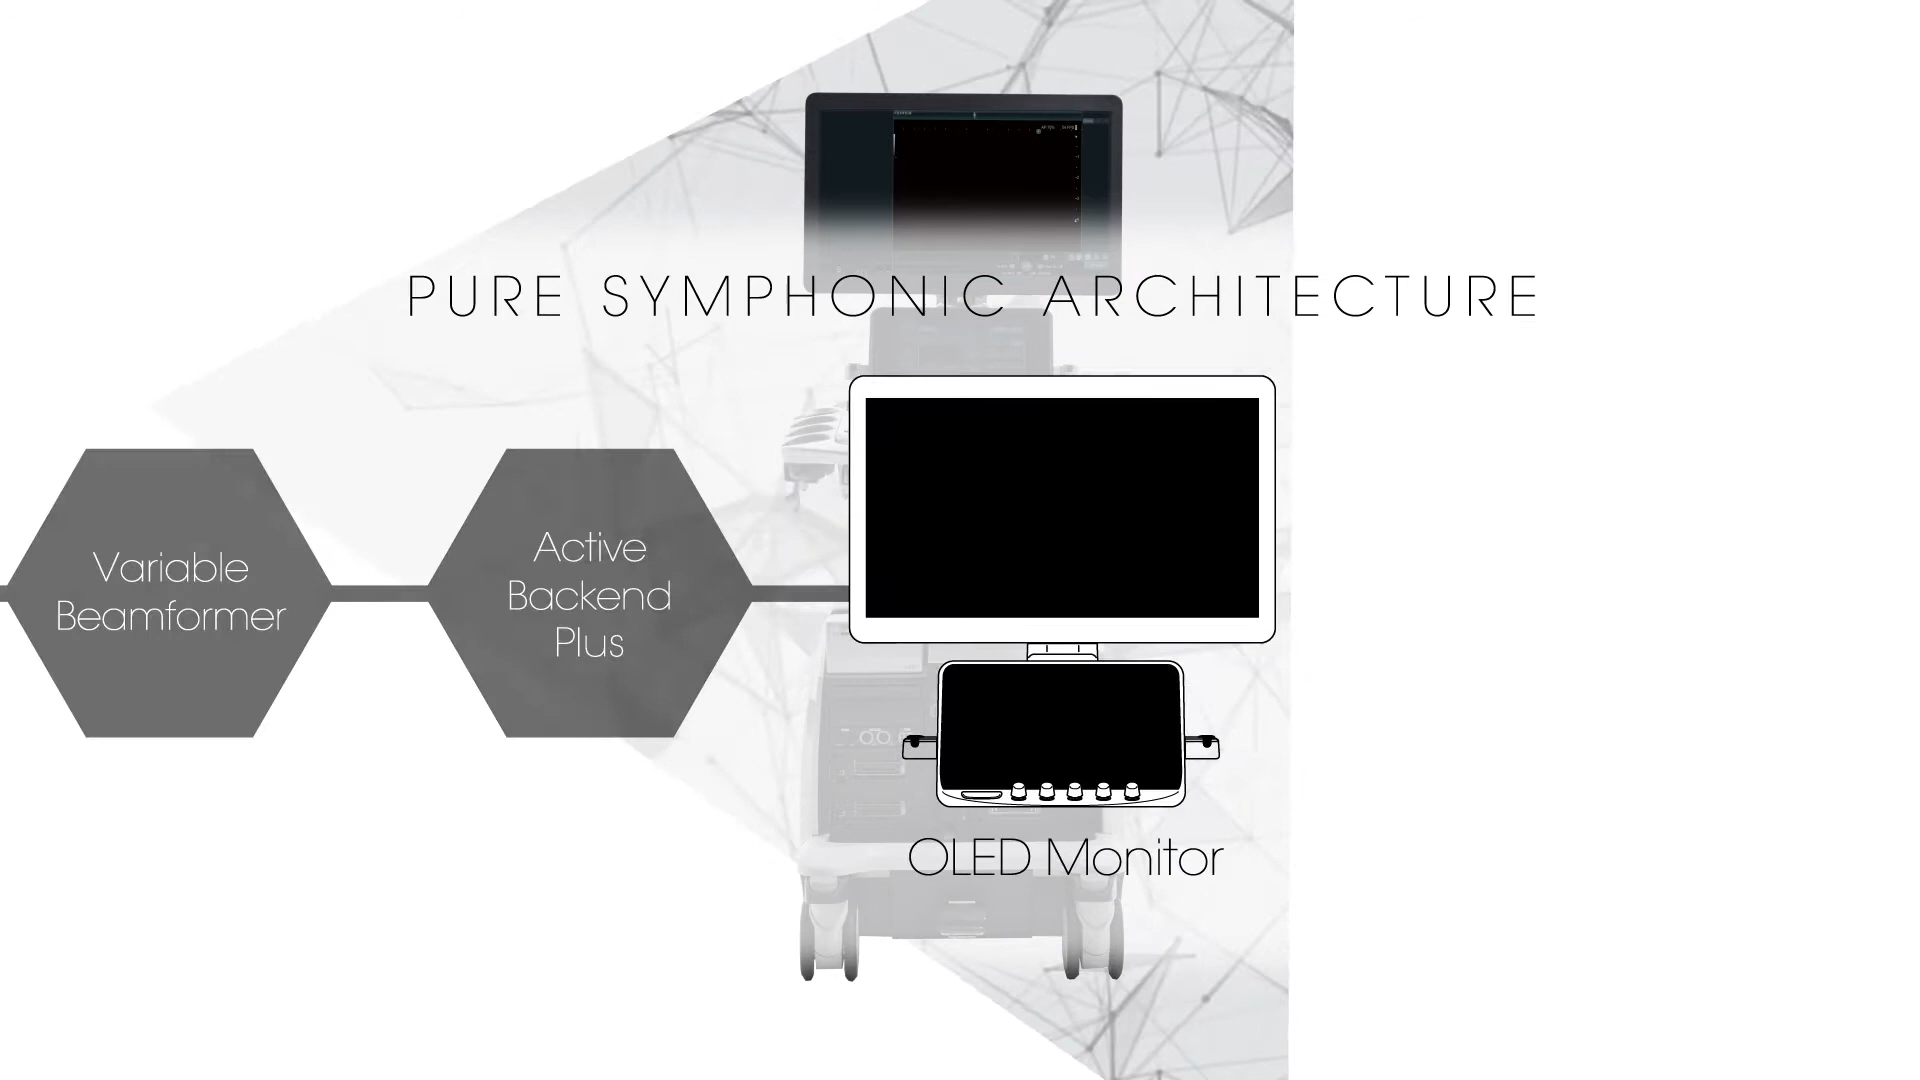 PURE SYMPHONIC ARCHITECTURE
Variable
Beamformer
Active
Backend
Plus
OLED Monitor